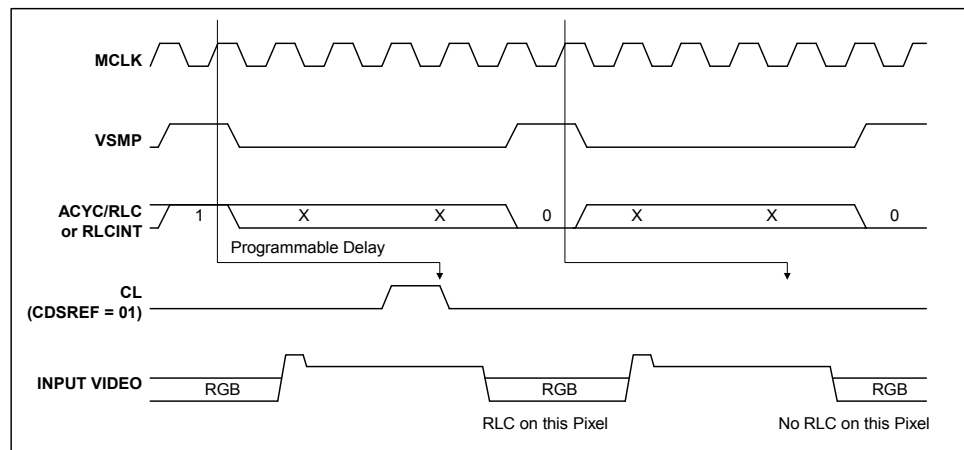 MCLK
VSMP
ACYC/RLC
or RLCINT
1 X X 0 X X 0
Programmable Delay
CL
(CDSREF = 01)
INPUT VIDEO
RGB RGB RGB
RLC on this Pixel No RLC on this Pixel